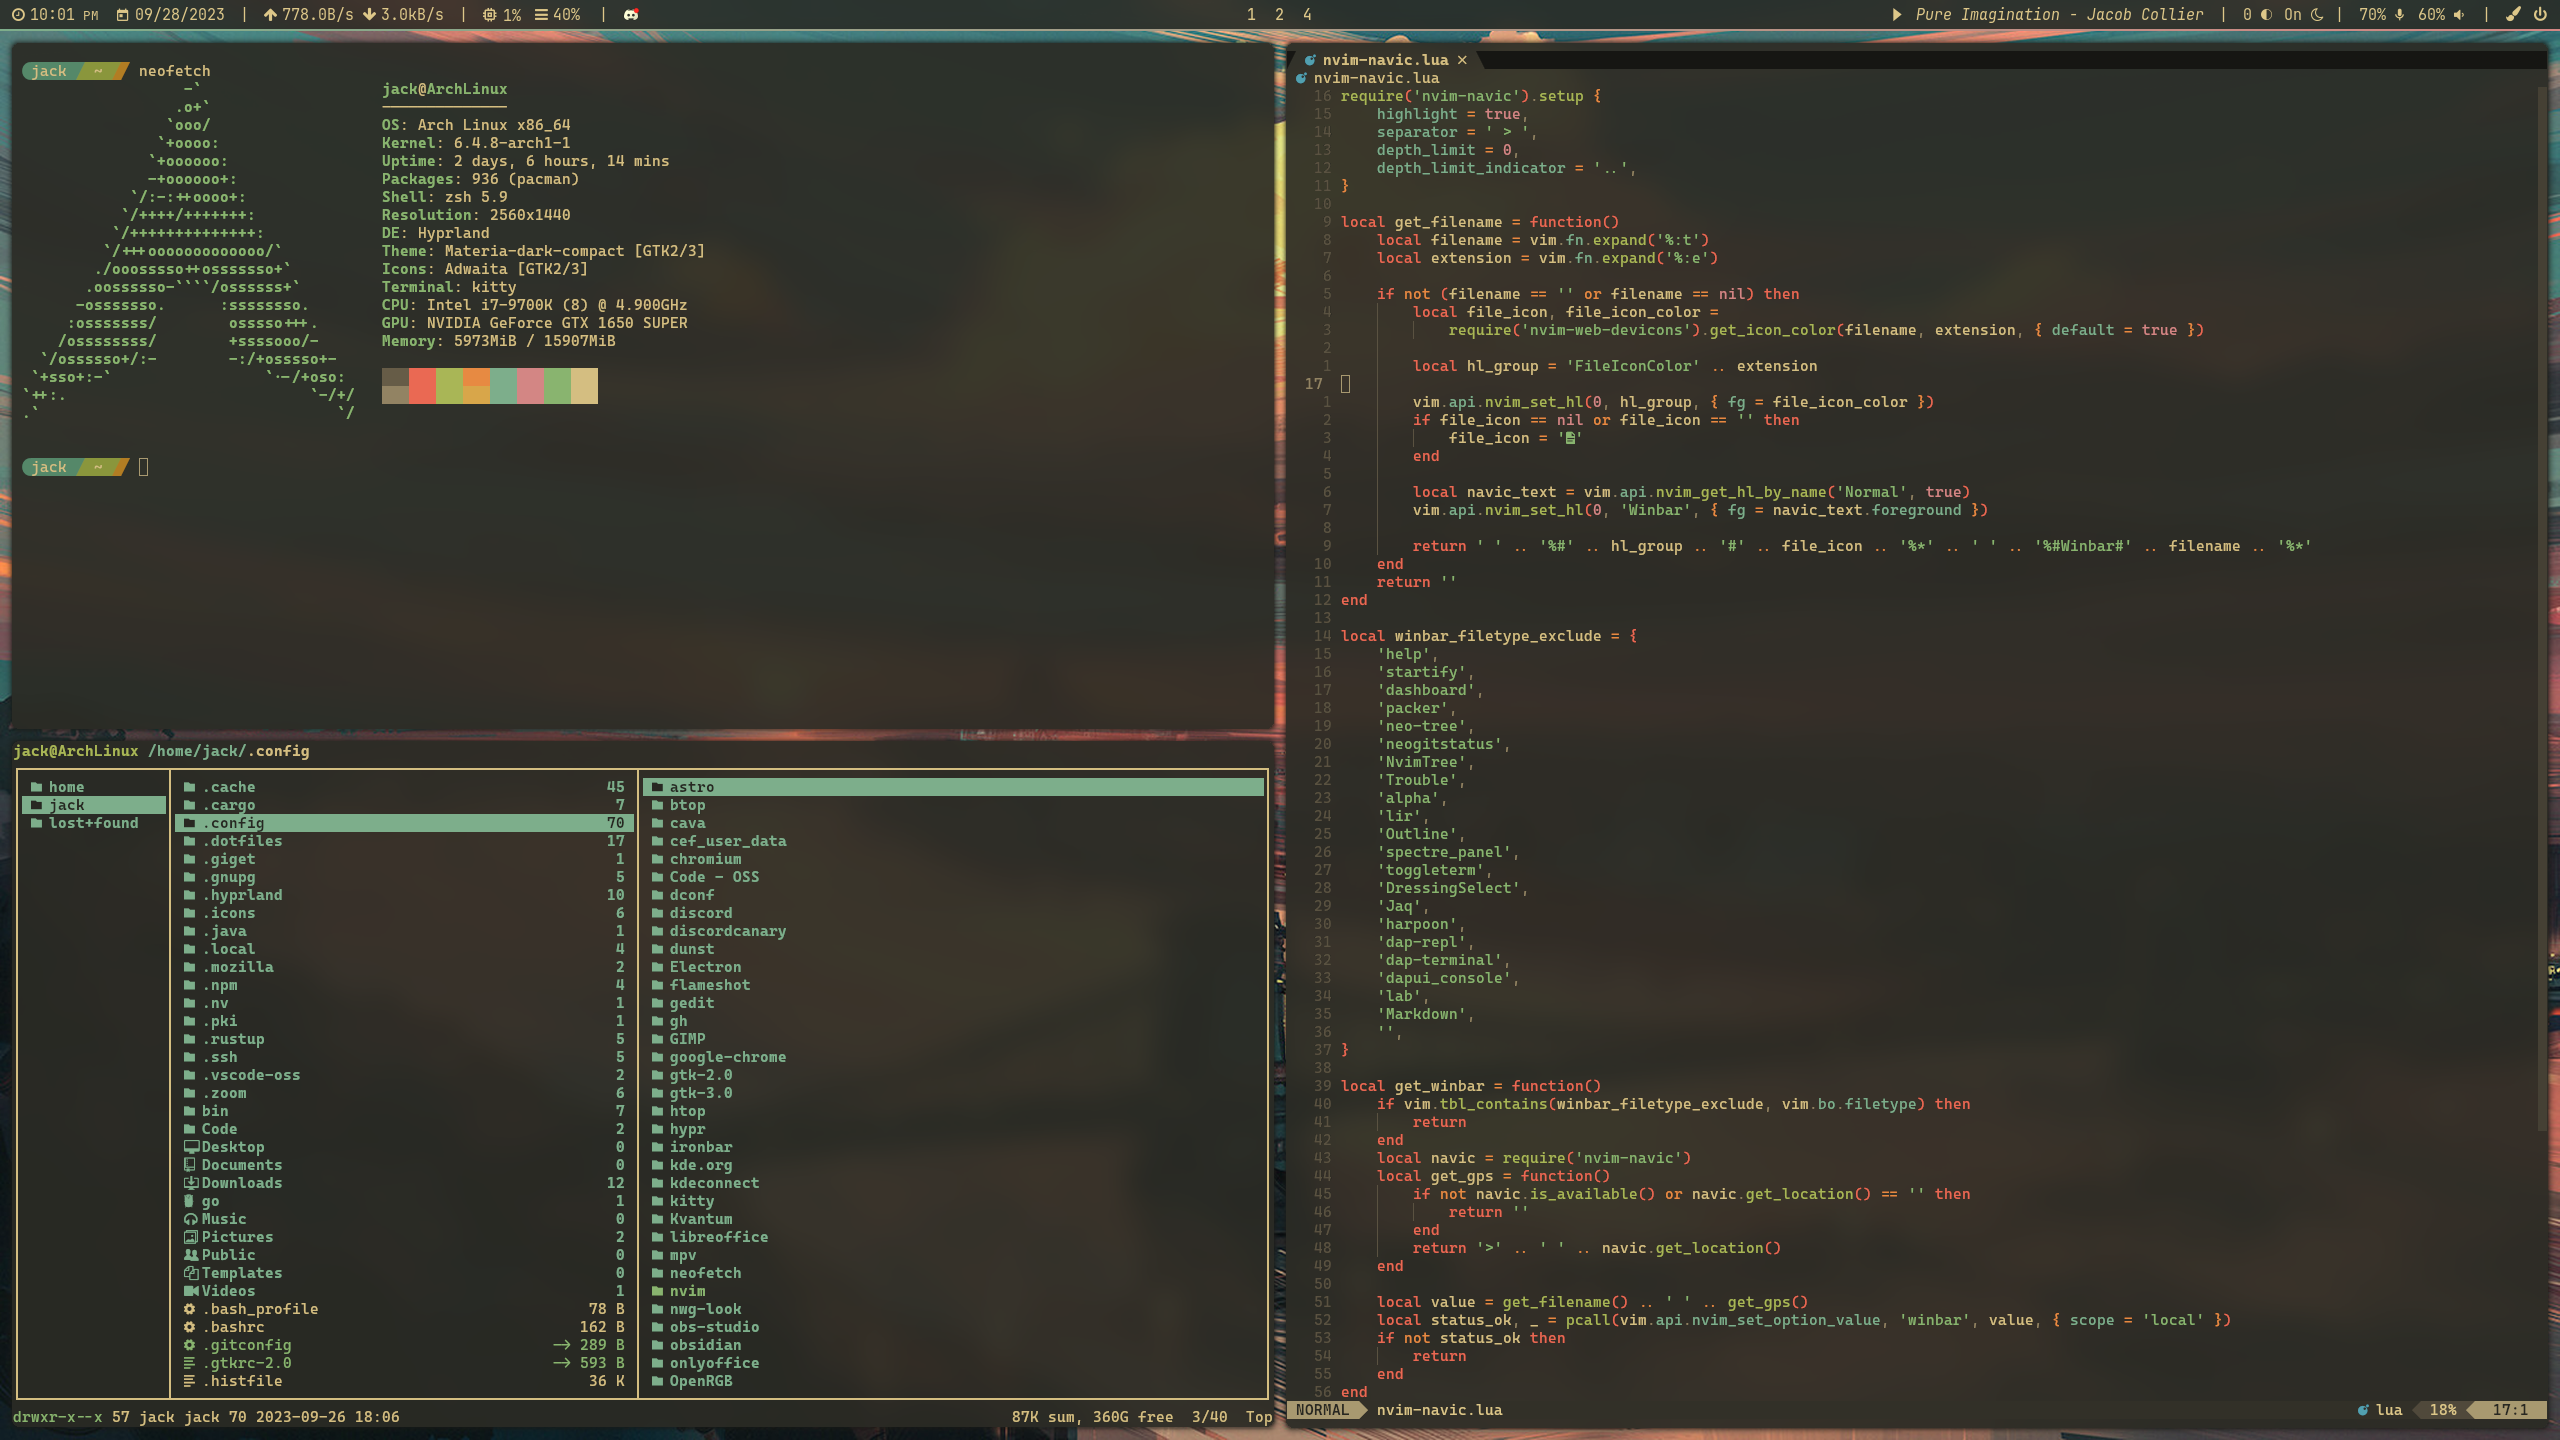 10:01 PM 09/28/2023 | 778.0B/s 3.0kB/s | 1% 40% |
1 2 4
Pure Imagination - Jacob Collier | 0 On | 70% 60% |
jack ~ neofetch
-`
.o+`
`ooo/
`+oooo:
`+oooooo:
-+oooooo+:
`/:-:++oooo+:
`/++++/+++++++:
`/++++++++++++++:
`/+++ooooooooooooo/`
./ooosssso++osssssso+`
.oossssso-````/ossssss+`
-osssssso. :ssssssso.
:osssssss/ osssso+++.
/ossssssss/ +ssssooo/-
`/ossssso+/:- -:/+osssso+-
`+sso+:-` `.-/+oso:
`++:. `-/+/
.` `/
jack@ArchLinux
--------------
OS: Arch Linux x86_64
Kernel: 6.4.8-arch1-1
Uptime: 2 days, 6 hours, 14 mins
Packages: 936 (pacman)
Shell: zsh 5.9
Resolution: 2560x1440
DE: Hyprland
Theme: Materia-dark-compact [GTK2/3]
Icons: Adwaita [GTK2/3]
Terminal: kitty
CPU: Intel i7-9700K (8) @ 4.900GHz
GPU: NVIDIA GeForce GTX 1650 SUPER
Memory: 5973MiB / 15907MiB
jack ~
jack@ArchLinux /home/jack/.config
home
jack
lost+found
.cache 45
.cargo 7
.config 70
.dotfiles 17
.giget 1
.gnupg 5
.hyprland 10
.icons 6
.java 1
.local 4
.mozilla 2
.npm 4
.nv 1
.pki 1
.rustup 5
.ssh 5
.vscode-oss 2
.zoom 6
bin 7
Code 2
Desktop 0
Documents 0
Downloads 12
go 1
Music 0
Pictures 2
Public 0
Templates 0
Videos 1
.bash_profile 78 B
.bashrc 162 B
.gitconfig -> 289 B
.gtkrc-2.0 -> 593 B
.histfile 36 K
astro
btop
cava
cef_user_data
chromium
Code - OSS
dconf
discord
discordcanary
dunst
Electron
flameshot
gedit
gh
GIMP
google-chrome
gtk-2.0
gtk-3.0
htop
hypr
ironbar
kde.org
kdeconnect
kitty
Kvantum
libreoffice
mpv
neofetch
nvim
nwg-look
obs-studio
obsidian
onlyoffice
OpenRGB
drwxr-x--x 57 jack jack 70 2023-09-26 18:06 87K sum, 360G free 3/40 Top
nvim-navic.lua ×
nvim-navic.lua
16 require('nvim-navic').setup {
15 highlight = true,
14 separator = ' > ',
13 depth_limit = 0,
12 depth_limit_indicator = '..',
11 }
10
9 local get_filename = function()
8 local filename = vim.fn.expand('%:t')
7 local extension = vim.fn.expand('%:e')
6
5 if not (filename == '' or filename == nil) then
4 local file_icon, file_icon_color =
3 require('nvim-web-devicons').get_icon_color(filename, extension, { default = true })
2
1 local hl_group = 'FileIconColor' .. extension
17
1 vim.api.nvim_set_hl(0, hl_group, { fg = file_icon_color })
2 if file_icon == nil or file_icon == '' then
3 file_icon = ''
4 end
5
6 local navic_text = vim.api.nvim_get_hl_by_name('Normal', true)
7 vim.api.nvim_set_hl(0, 'Winbar', { fg = navic_text.foreground })
8
9 return ' ' .. '%#' .. hl_group .. '#' .. file_icon .. '%*' .. ' ' .. '%#Winbar#' .. filename .. '%*'
10 end
11 return ''
12 end
13
14 local winbar_filetype_exclude = {
15 'help',
16 'startify',
17 'dashboard',
18 'packer',
19 'neo-tree',
20 'neogitstatus',
21 'NvimTree',
22 'Trouble',
23 'alpha',
24 'lir',
25 'Outline',
26 'spectre_panel',
27 'toggleterm',
28 'DressingSelect',
29 'Jaq',
30 'harpoon',
31 'dap-repl',
32 'dap-terminal',
33 'dapui_console',
34 'lab',
35 'Markdown',
36 '',
37 }
38
39 local get_winbar = function()
40 if vim.tbl_contains(winbar_filetype_exclude, vim.bo.filetype) then
41 return
42 end
43 local navic = require('nvim-navic')
44 local get_gps = function()
45 if not navic.is_available() or navic.get_location() == '' then
46 return ''
47 end
48 return '>' .. ' ' .. navic.get_location()
49 end
50
51 local value = get_filename() .. ' ' .. get_gps()
52 local status_ok, _ = pcall(vim.api.nvim_set_option_value, 'winbar', value, { scope = 'local' })
53 if not status_ok then
54 return
55 end
56 end
NORMAL nvim-navic.lua lua 18% 17:1